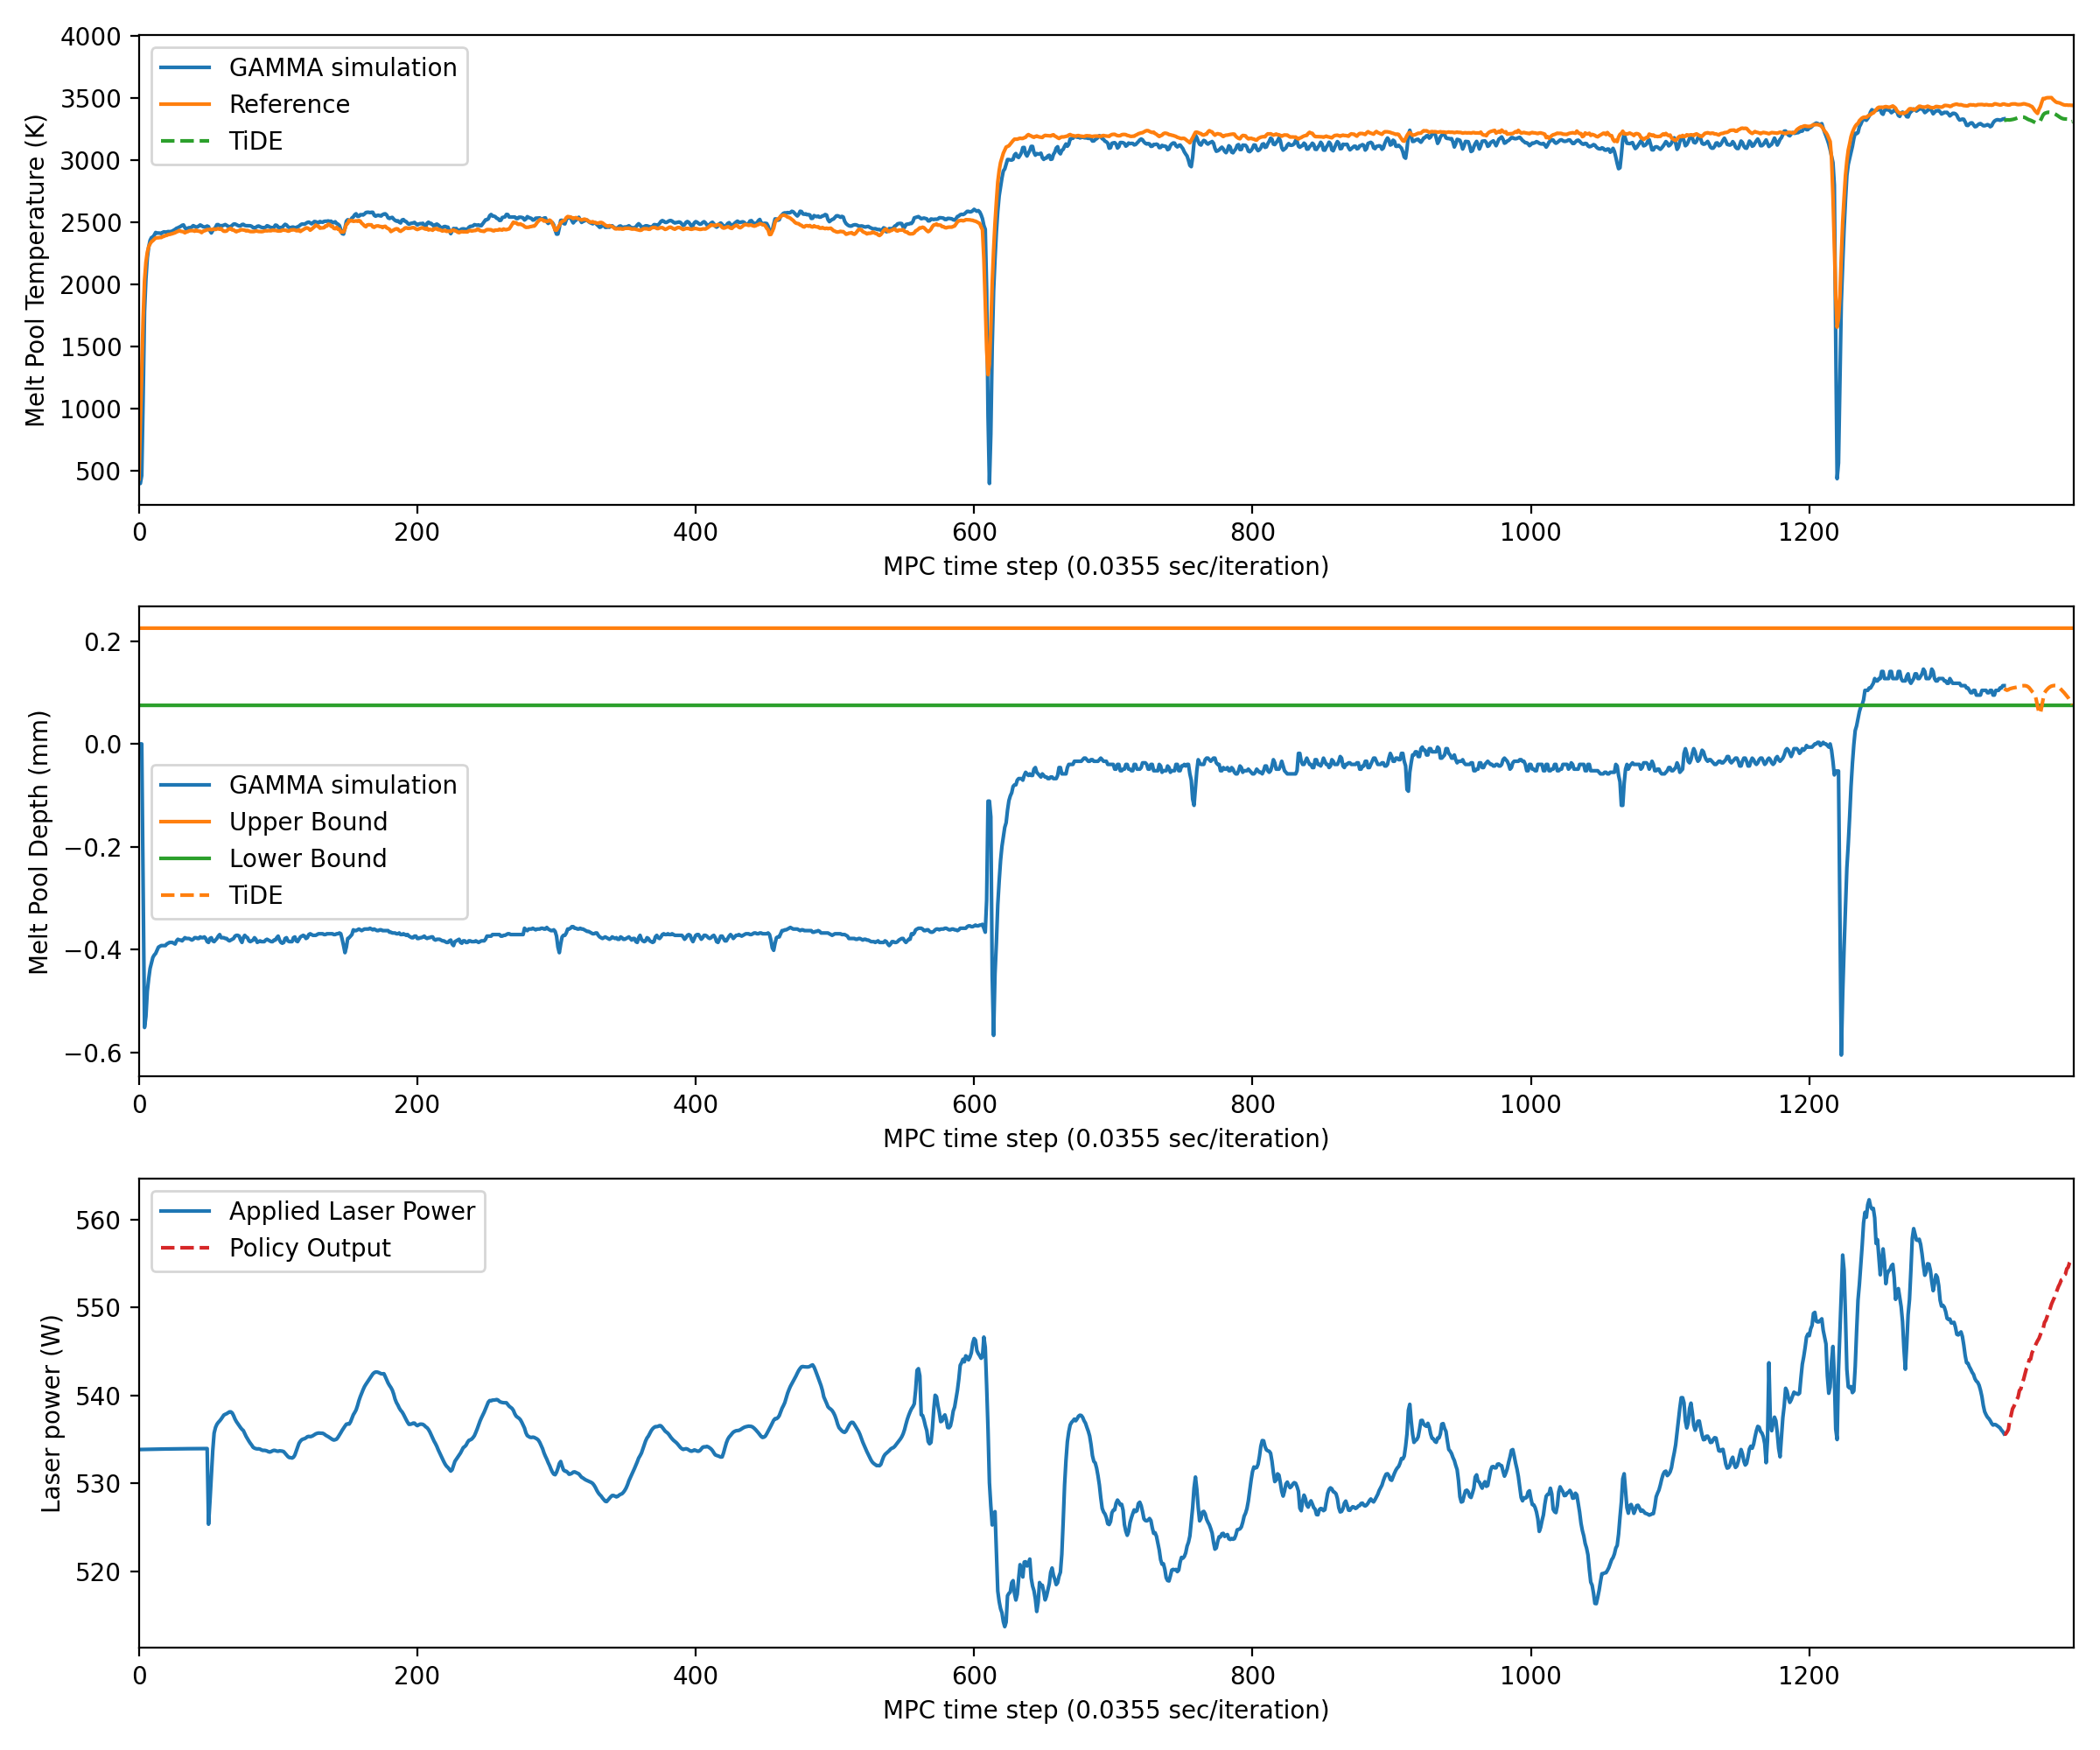 4000
3500
3000
2500
2000
1500
1000
500
Melt Pool Temperature (K)
GAMMA simulation
Reference
TiDE
0 200 400 600 800 1000 1200
MPC time step (0.0355 sec/iteration)
0.2
0.0
−0.2
−0.4
−0.6
Melt Pool Depth (mm)
GAMMA simulation
Upper Bound
Lower Bound
TiDE
0 200 400 600 800 1000 1200
MPC time step (0.0355 sec/iteration)
560
550
540
530
520
Laser power (W)
Applied Laser Power
Policy Output
0 200 400 600 800 1000 1200
MPC time step (0.0355 sec/iteration)